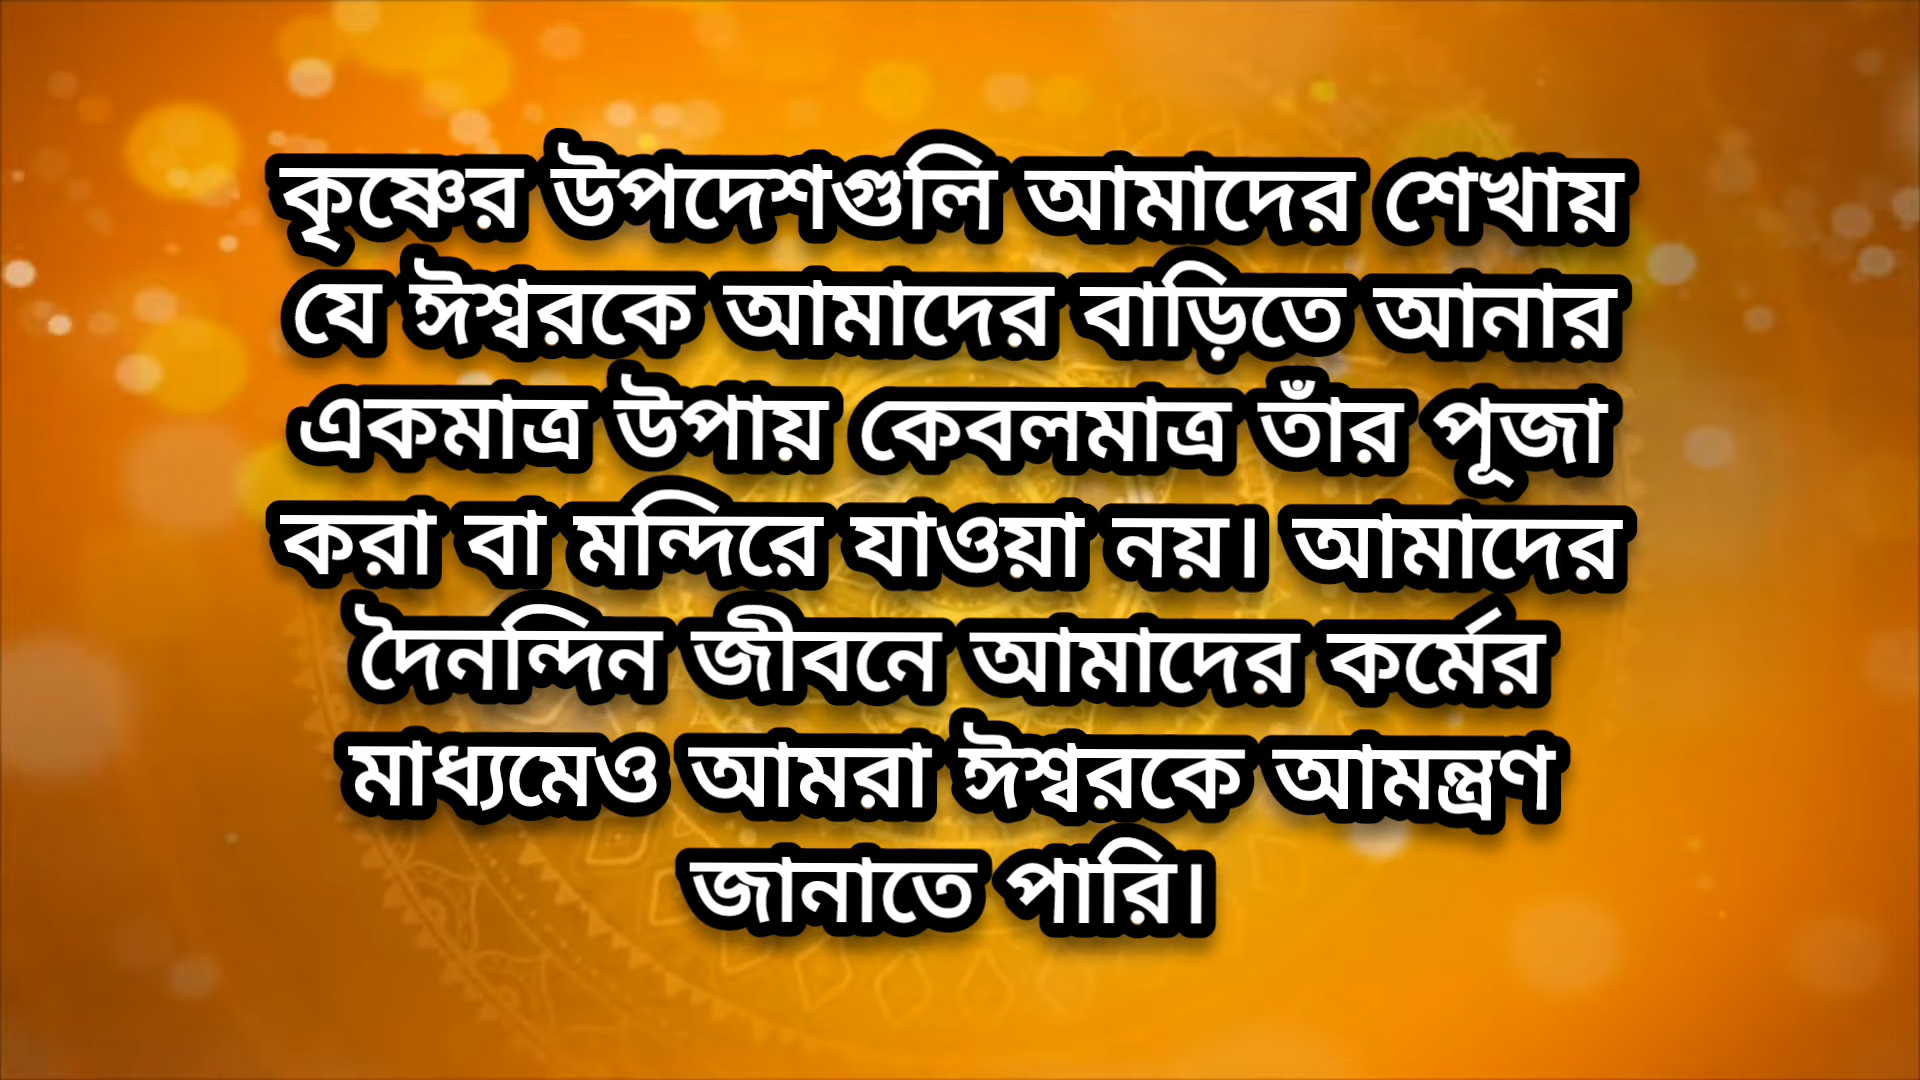 কৃষ্ণের উপদেশগুলি আমাদের শেখায়
যে ঈশ্বরকে আমাদের বাড়িতে আনার
একমাত্র উপায় কেবলমাত্র তাঁর পূজা
করা বা মন্দিরে যাওয়া নয়। আমাদের
দৈনন্দিন জীবনে আমাদের কর্মের
মাধ্যমেও আমরা ঈশ্বরকে আমন্ত্রণ
জানাতে পারি।